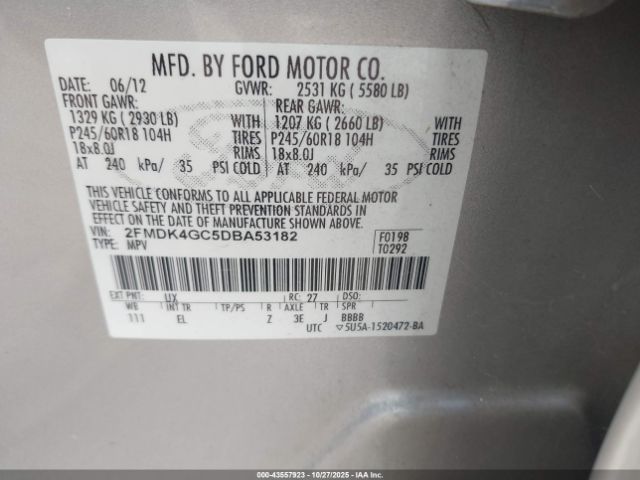 MFD. BY FORD MOTOR CO.
DATE: 06/12 GVWR: 2531 KG ( 5580 LB)
FRONT GAWR: REAR GAWR:
1329 KG ( 2930 LB) WITH 1207 KG ( 2660 LB) WITH
P245/60R18 104H TIRES P245/60R18 104H TIRES
18x8.0J RIMS 18x8.0J RIMS
AT 240 kPa/ 35 PSI COLD AT 240 kPa/ 35 PSI COLD
THIS VEHICLE CONFORMS TO ALL APPLICABLE FEDERAL MOTOR
VEHICLE SAFETY AND THEFT PREVENTION STANDARDS IN
EFFECT ON THE DATE OF MANUFACTURE SHOWN ABOVE.
VIN: 2FMDK4GC5DBA53182 F0198
TYPE: MPV T0292
EXT PNT: UX RC: 27 DSO:
WB INT TR TP/PS R AXLE TR SPR
111 EL Z 3E J BBBB
UTC ▽5U5A-1520472-BA
000-43557923 | 10/27/2025 | IAAI.COM